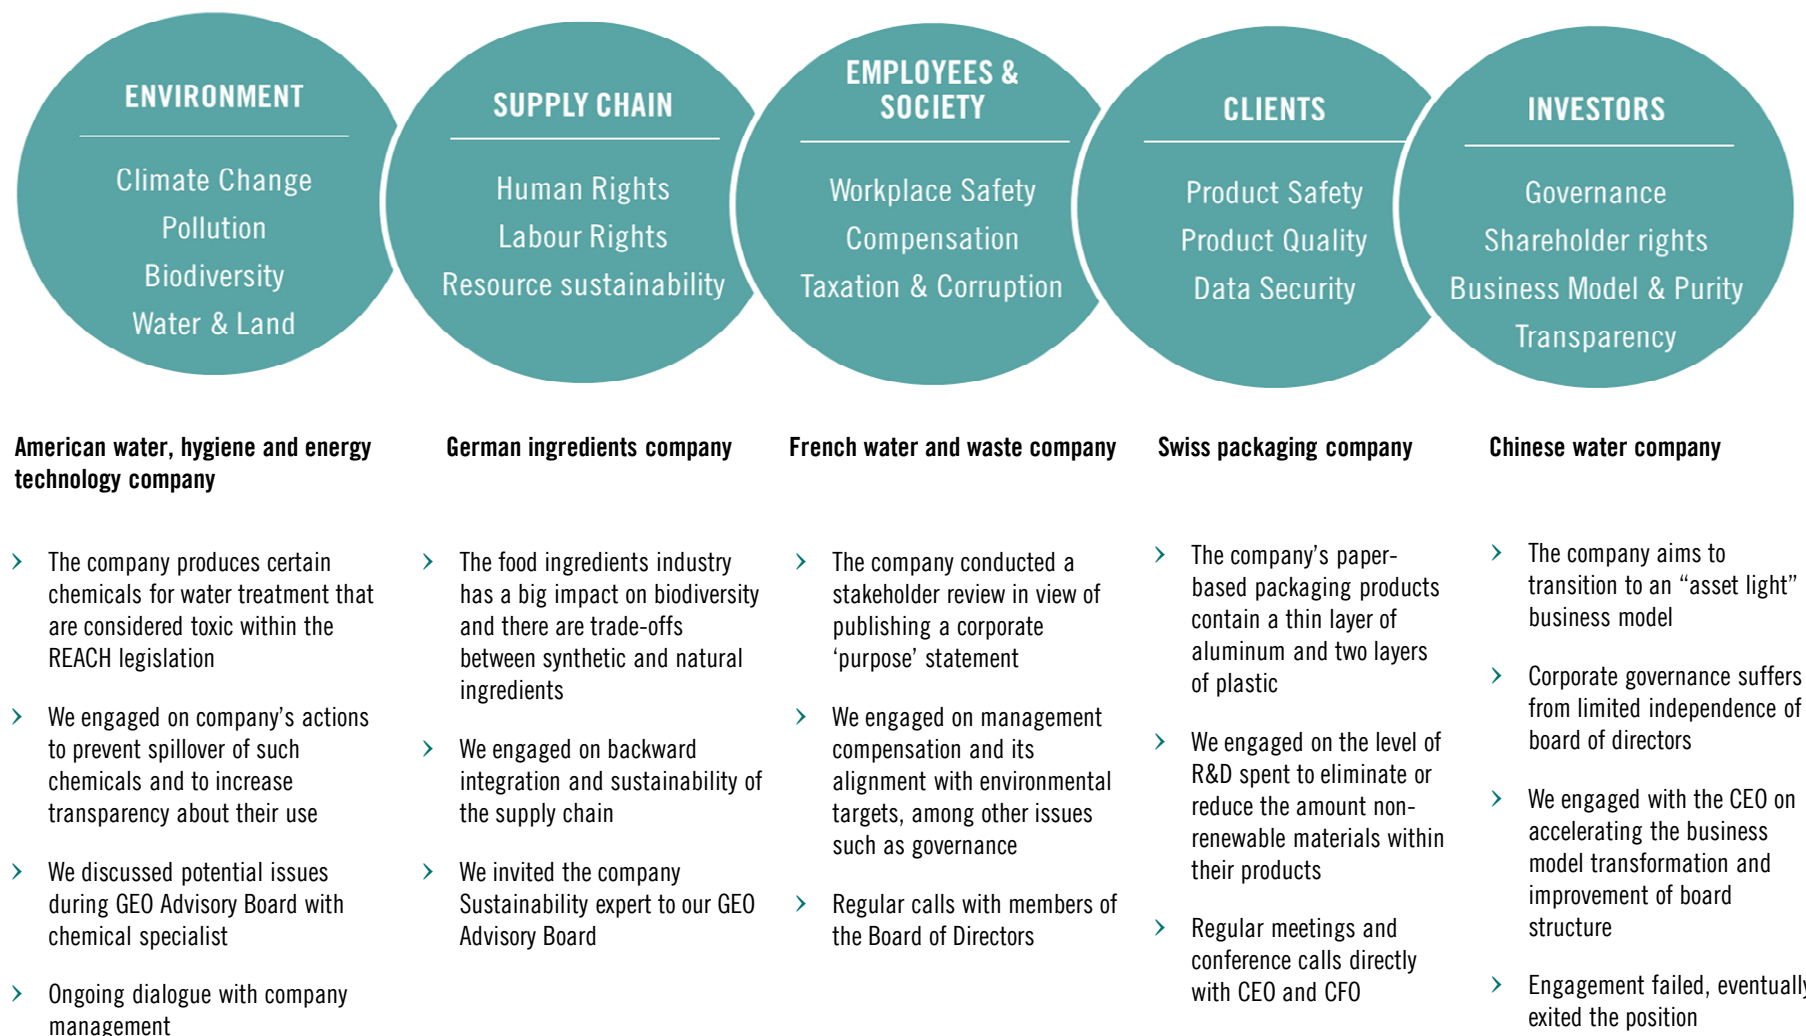 ENVIRONMENT
Climate Change
Pollution
Biodiversity
Water & Land
SUPPLY CHAIN
Human Rights
Labour Rights
Resource sustainability
EMPLOYEES &
SOCIETY
Workplace Safety
Compensation
Taxation & Corruption
CLIENTS
Product Safety
Product Quality
Data Security
INVESTORS
Governance
Shareholder rights
Business Model & Purity
Transparency
American water, hygiene and energy
technology company
› The company produces certain
chemicals for water treatment that
are considered toxic within the
REACH legislation
› We engaged on company’s actions
to prevent spillover of such
chemicals and to increase
transparency about their use
› We discussed potential issues
during GEO Advisory Board with
chemical specialist
› Ongoing dialogue with company
management
German ingredients company
› The food ingredients industry
has a big impact on biodiversity
and there are trade-offs
between synthetic and natural
ingredients
› We engaged on backward
integration and sustainability of
the supply chain
› We invited the company
Sustainability expert to our GEO
Advisory Board
French water and waste company
› The company conducted a
stakeholder review in view of
publishing a corporate
‘purpose’ statement
› We engaged on management
compensation and its
alignment with environmental
targets, among other issues
such as governance
› Regular calls with members of
the Board of Directors
Swiss packaging company
› The company’s paper-
based packaging products
contain a thin layer of
aluminum and two layers
of plastic
› We engaged on the level of
R&D spent to eliminate or
reduce the amount non-
renewable materials within
their products
› Regular meetings and
conference calls directly
with CEO and CFO
Chinese water company
› The company aims to
transition to an “asset light”
business model
› Corporate governance suffers
from limited independence of
board of directors
› We engaged with the CEO on
accelerating the business
model transformation and
improvement of board
structure
› Engagement failed, eventually
exited the position